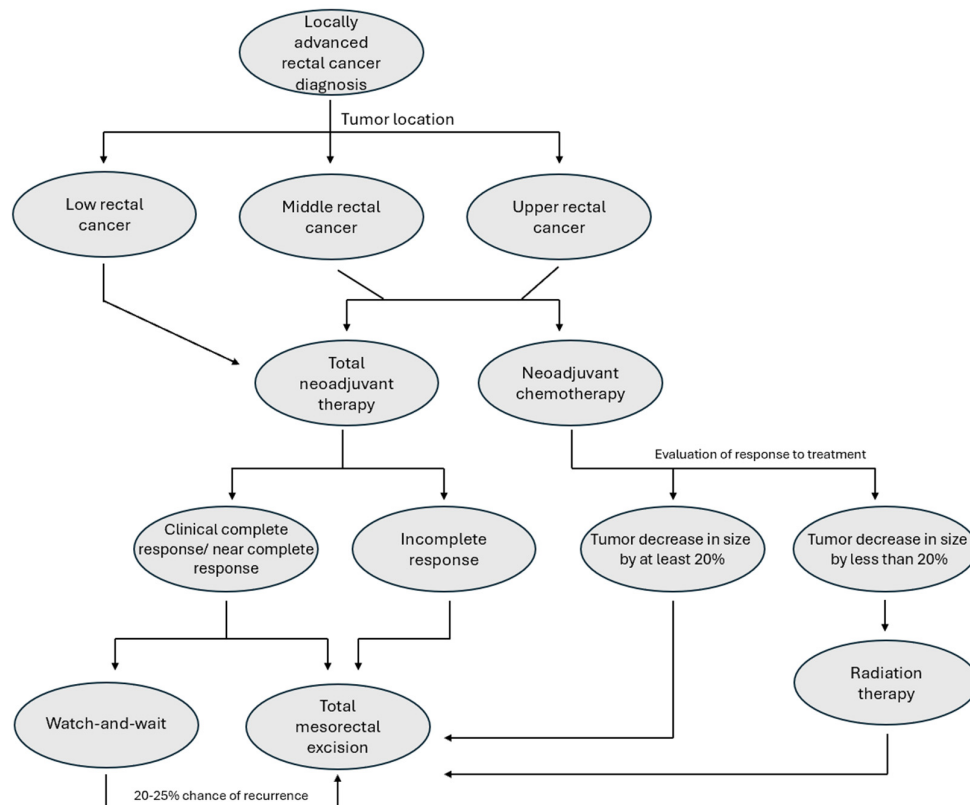 Locally
advanced
rectal cancer
diagnosis
Tumor location
Low rectal
cancer
Middle rectal
cancer
Upper rectal
cancer
Total
neoadjuvant
therapy
Neoadjuvant
chemotherapy
Evaluation of response to treatment
Clinical complete
response/ near complete
response
Incomplete
response
Tumor decrease in size
by at least 20%
Tumor decrease in size
by less than 20%
Radiation
therapy
Watch-and-wait
Total
mesorectal
excision
20-25% chance of recurrence